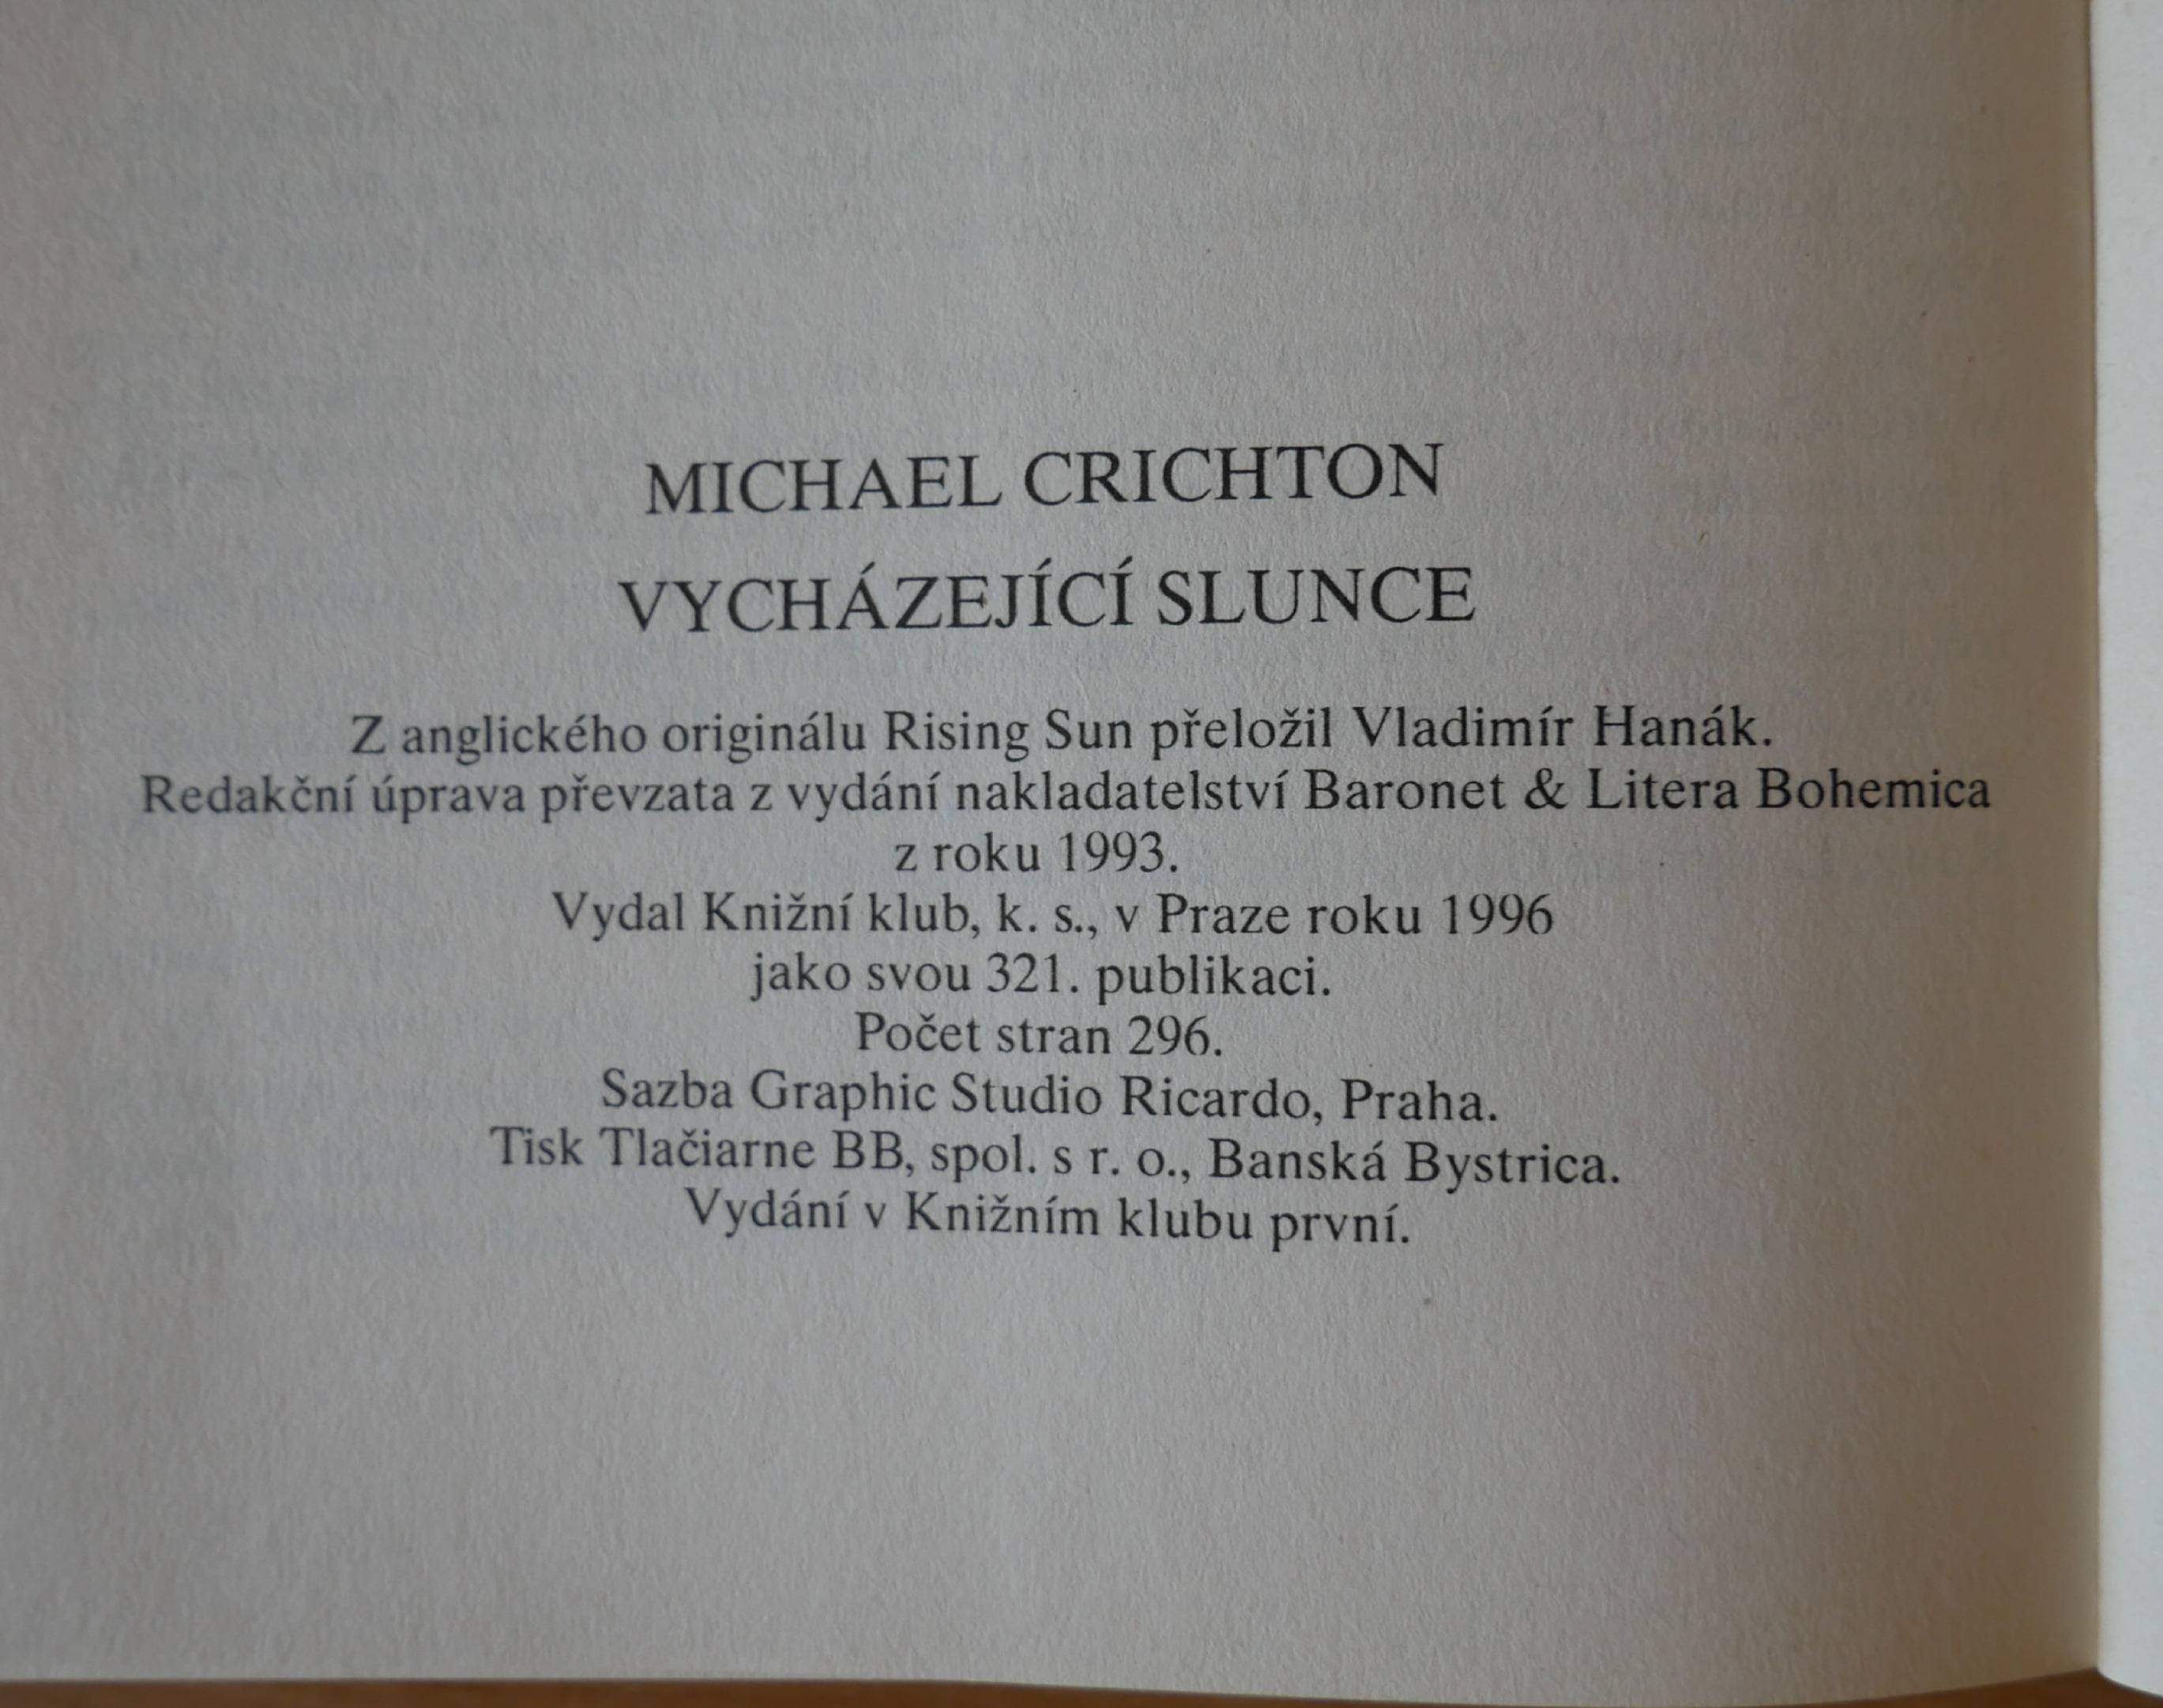 MICHAEL CRICHTON
VYCHÁZEJÍCÍ SLUNCE
Z anglického originálu Rising Sun přeložil Vladimír Hanák.
Redakční úprava převzata z vydání nakladatelství Baronet & Litera Bohemica
z roku 1993.
Vydal Knižní klub, k. s., v Praze roku 1996
jako svou 321. publikaci.
Počet stran 296.
Sazba Graphic Studio Ricardo, Praha.
Tisk Tlačiarne BB, spol. s r. o., Banská Bystrica.
Vydání v Knižním klubu první.